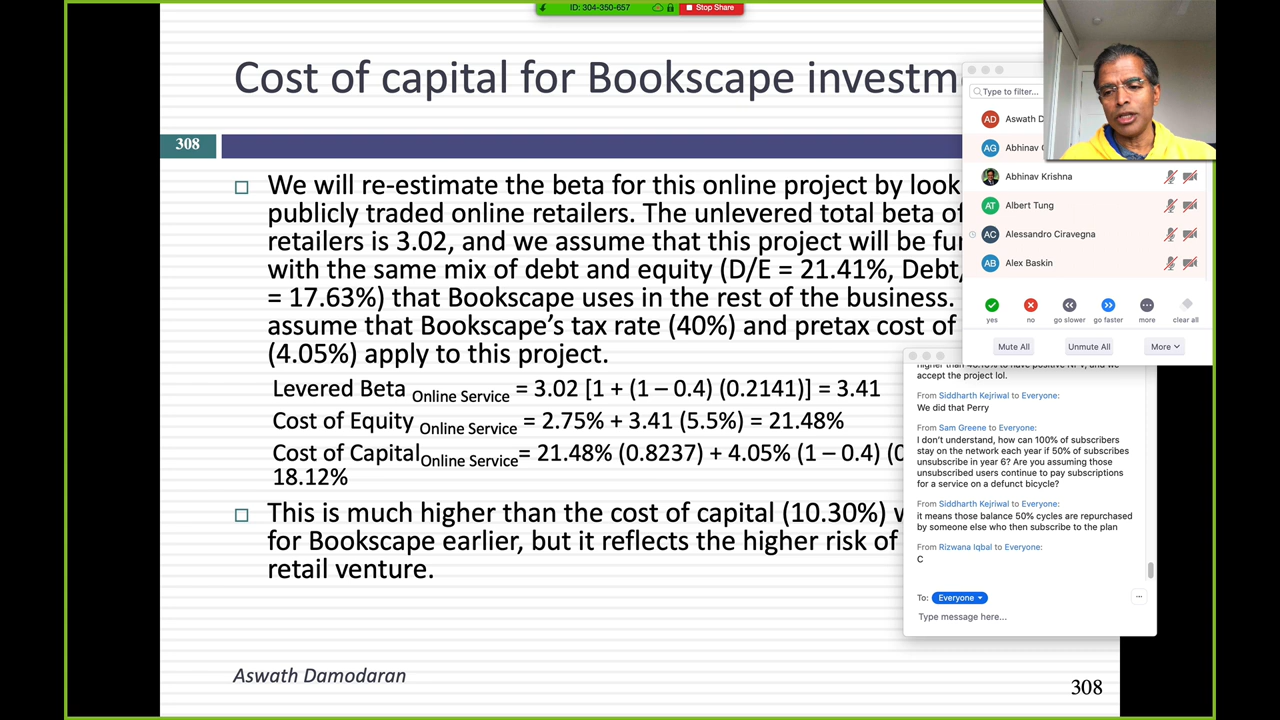 ID: 304-350-657
Stop Share
Cost of capital for Bookscape investm
308
We will re-estimate the beta for this online project by look
publicly traded online retailers. The unlevered total beta of
retailers is 3.02, and we assume that this project will be fu
with the same mix of debt and equity (D/E = 21.41%, Debt/
= 17.63%) that Bookscape uses in the rest of the business.
assume that Bookscape's tax rate (40%) and pretax cost of
(4.05%) apply to this project.
Levered Beta Online Service = 3.02 [1 + (1 – 0.4) (0.2141)] = 3.41
Cost of Equity Online Service = 2.75% + 3.41 (5.5%) = 21.48%
Cost of Capital Online Service= 21.48% (0.8237) + 4.05% (1 – 0.4) (0
18.12%
This is much higher than the cost of capital (10.30%)
for Bookscape earlier, but it reflects the higher risk of
retail venture.
Aswath Damodaran
308
Type to filter...
AD Aswath D
AG Abhinav
Abhinav Krishna
AT Albert Tung
AC Alessandro Ciravegna
AB Alex Baskin
yes no go slower go faster more clear all
Mute All Unmute All More
accept the project lol.
From Siddharth Kejriwal to Everyone:
We did that Perry
From Sam Greene to Everyone:
I don't understand, how can 100% of subscribers
stay on the network each year if 50% of subscribes
unsubscribe in year 6? Are you assuming those
unsubscribed users continue to pay subscriptions
for a service on a defunct bicycle?
From Siddharth Kejriwal to Everyone:
it means those balance 50% cycles are repurchased
by someone else who then subscribe to the plan
From Rizwana Iqbal to Everyone:
C
To: Everyone
...
Type message here...